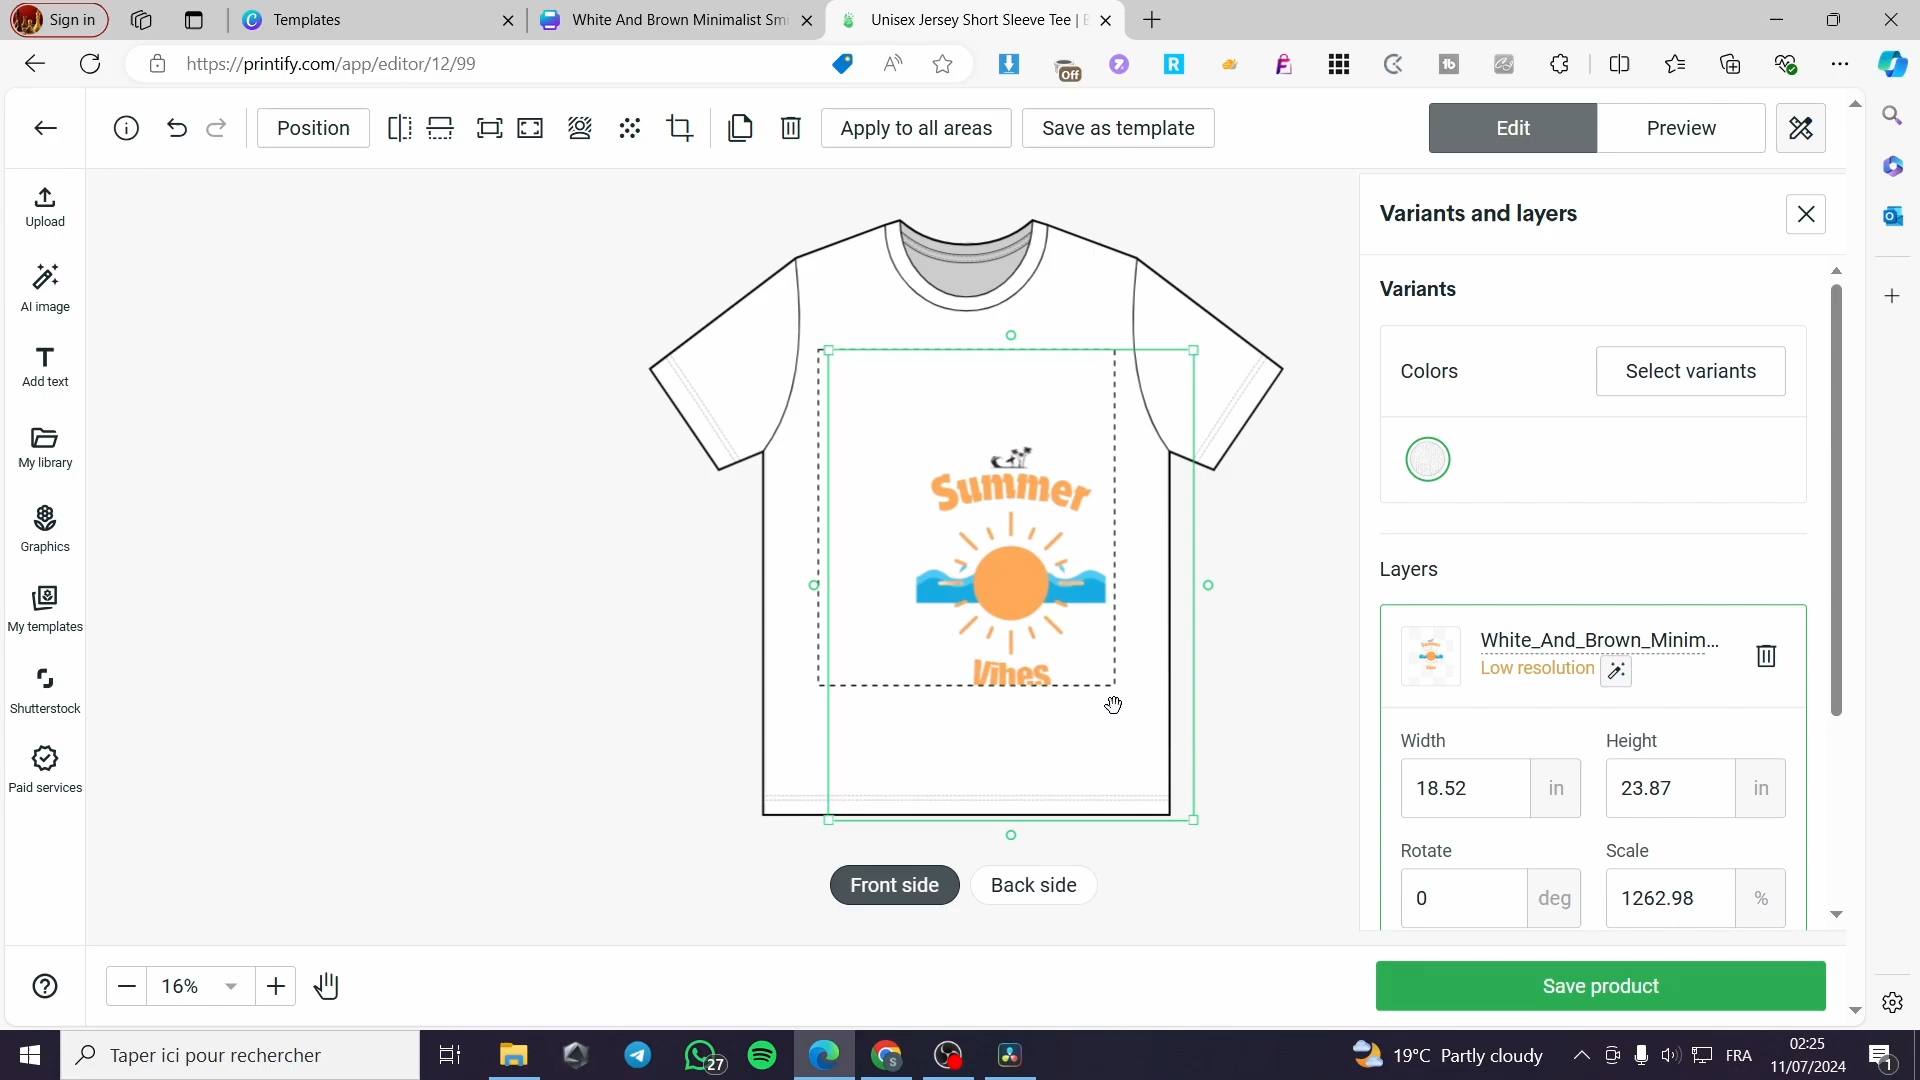 Sign in
Templates
White And Brown Minimalist Smi
Unisex Jersey Short Sleeve Tee |
https://printify.com/app/editor/12/99
Off
Position
Apply to all areas
Save as template
Edit
Preview
Upload
AI image
Add text
My library
Graphics
My templates
Shutterstock
Paid services
Summer
Vibes
Front side
Back side
Variants and layers
Variants
Colors
Select variants
Layers
White_And_Brown_Minim...
Low resolution
Width
Height
18.52 in
23.87 in
Rotate
Scale
0 deg
1262.98 %
16%
Save product
Taper ici pour rechercher
27
19°C Partly cloudy
FRA
02:25
11/07/2024
1